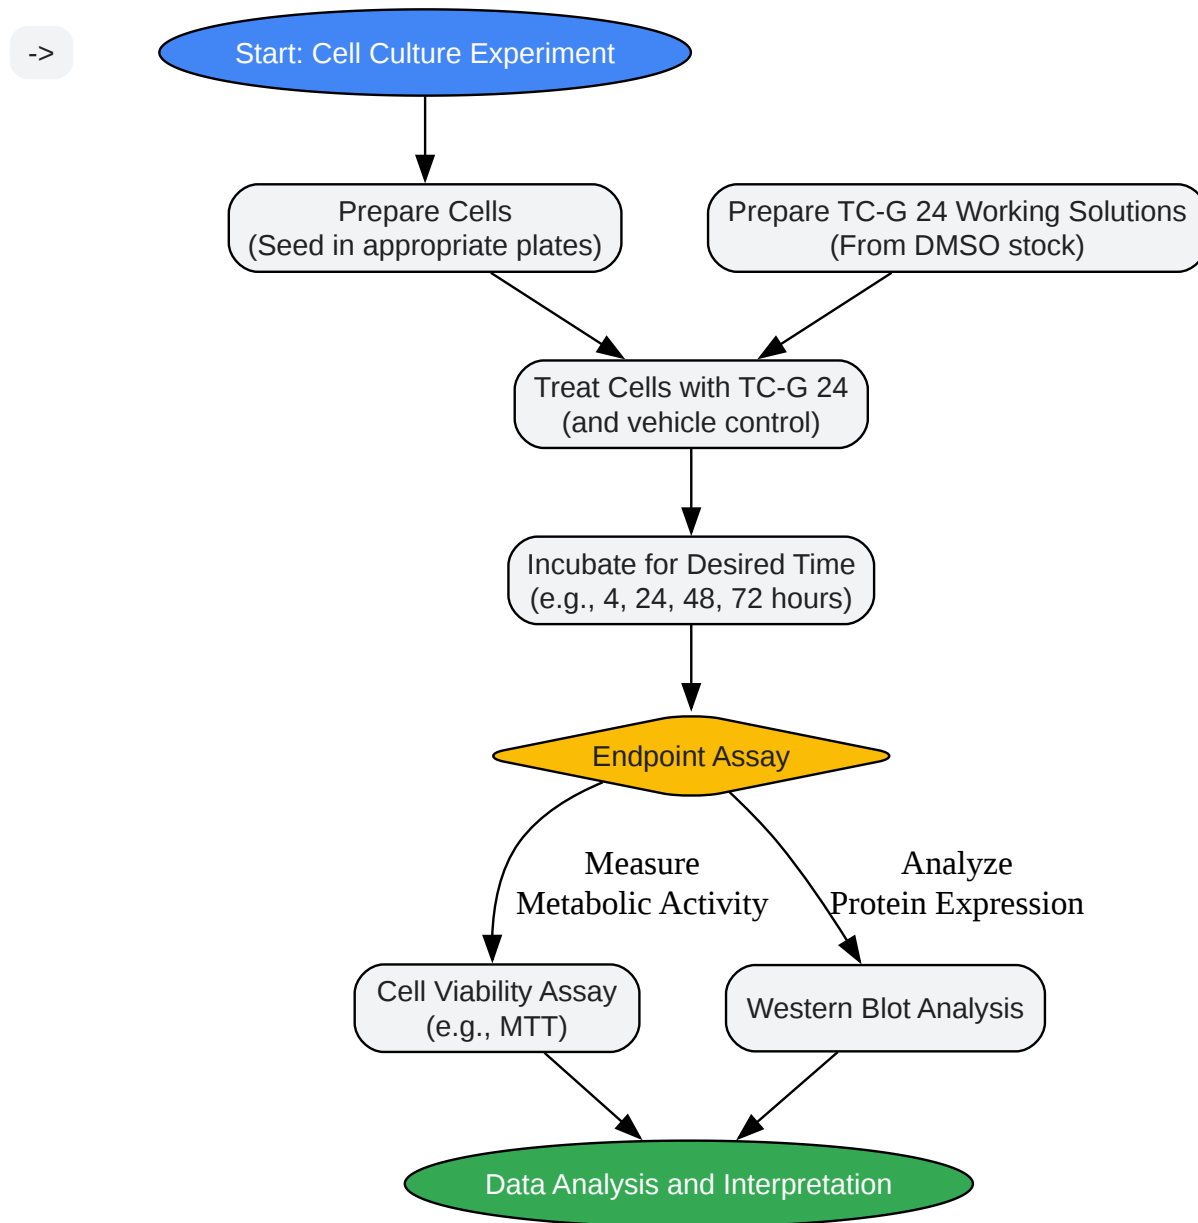 ->
Start: Cell Culture Experiment
Prepare Cells
(Seed in appropriate plates)
Prepare TC-G 24 Working Solutions
(From DMSO stock)
Treat Cells with TC-G 24
(and vehicle control)
Incubate for Desired Time
(e.g., 4, 24, 48, 72 hours)
Endpoint Assay
Measure
Metabolic Activity
Analyze
Protein Expression
Cell Viability Assay
(e.g., MTT)
Western Blot Analysis
Data Analysis and Interpretation